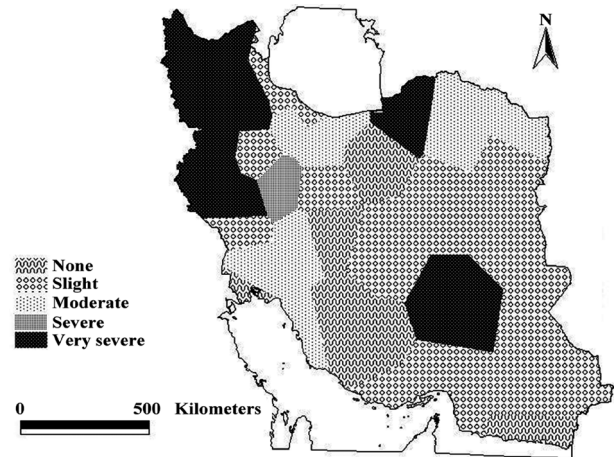 N
None
Slight
Moderate
Severe
Very severe
0 500 Kilometers